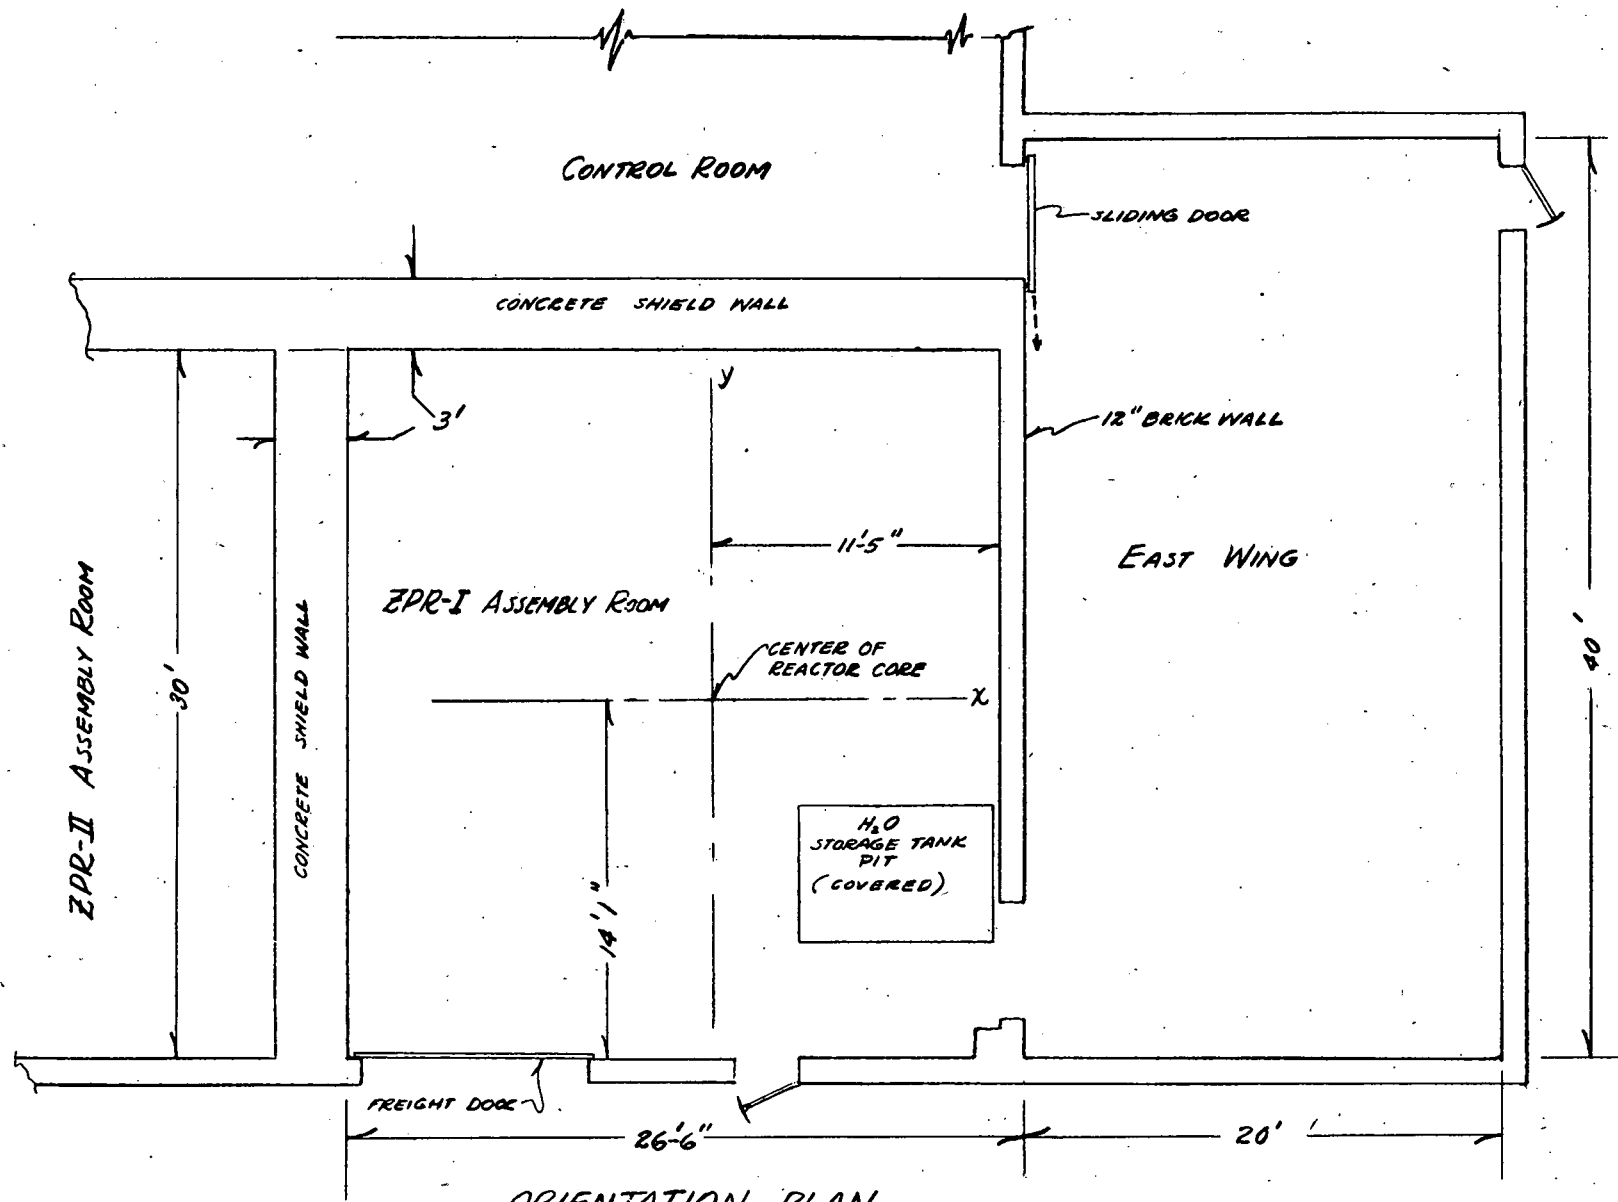 CONTROL ROOM
SLIDING DOOR
CONCRETE SHIELD WALL
y
3'
12" BRICK WALL
11'-5"
EAST WING
ZPR-I ASSEMBLY ROOM
CENTER OF
REACTOR CORE
x
ZPR-II ASSEMBLY ROOM
30'
CONCRETE SHIELD WALL
40'
H₂O
STORAGE TANK
PIT
(COVERED)
14'1"
FREIGHT DOOR
26'-6"
20'
ORIENTATION PLAN